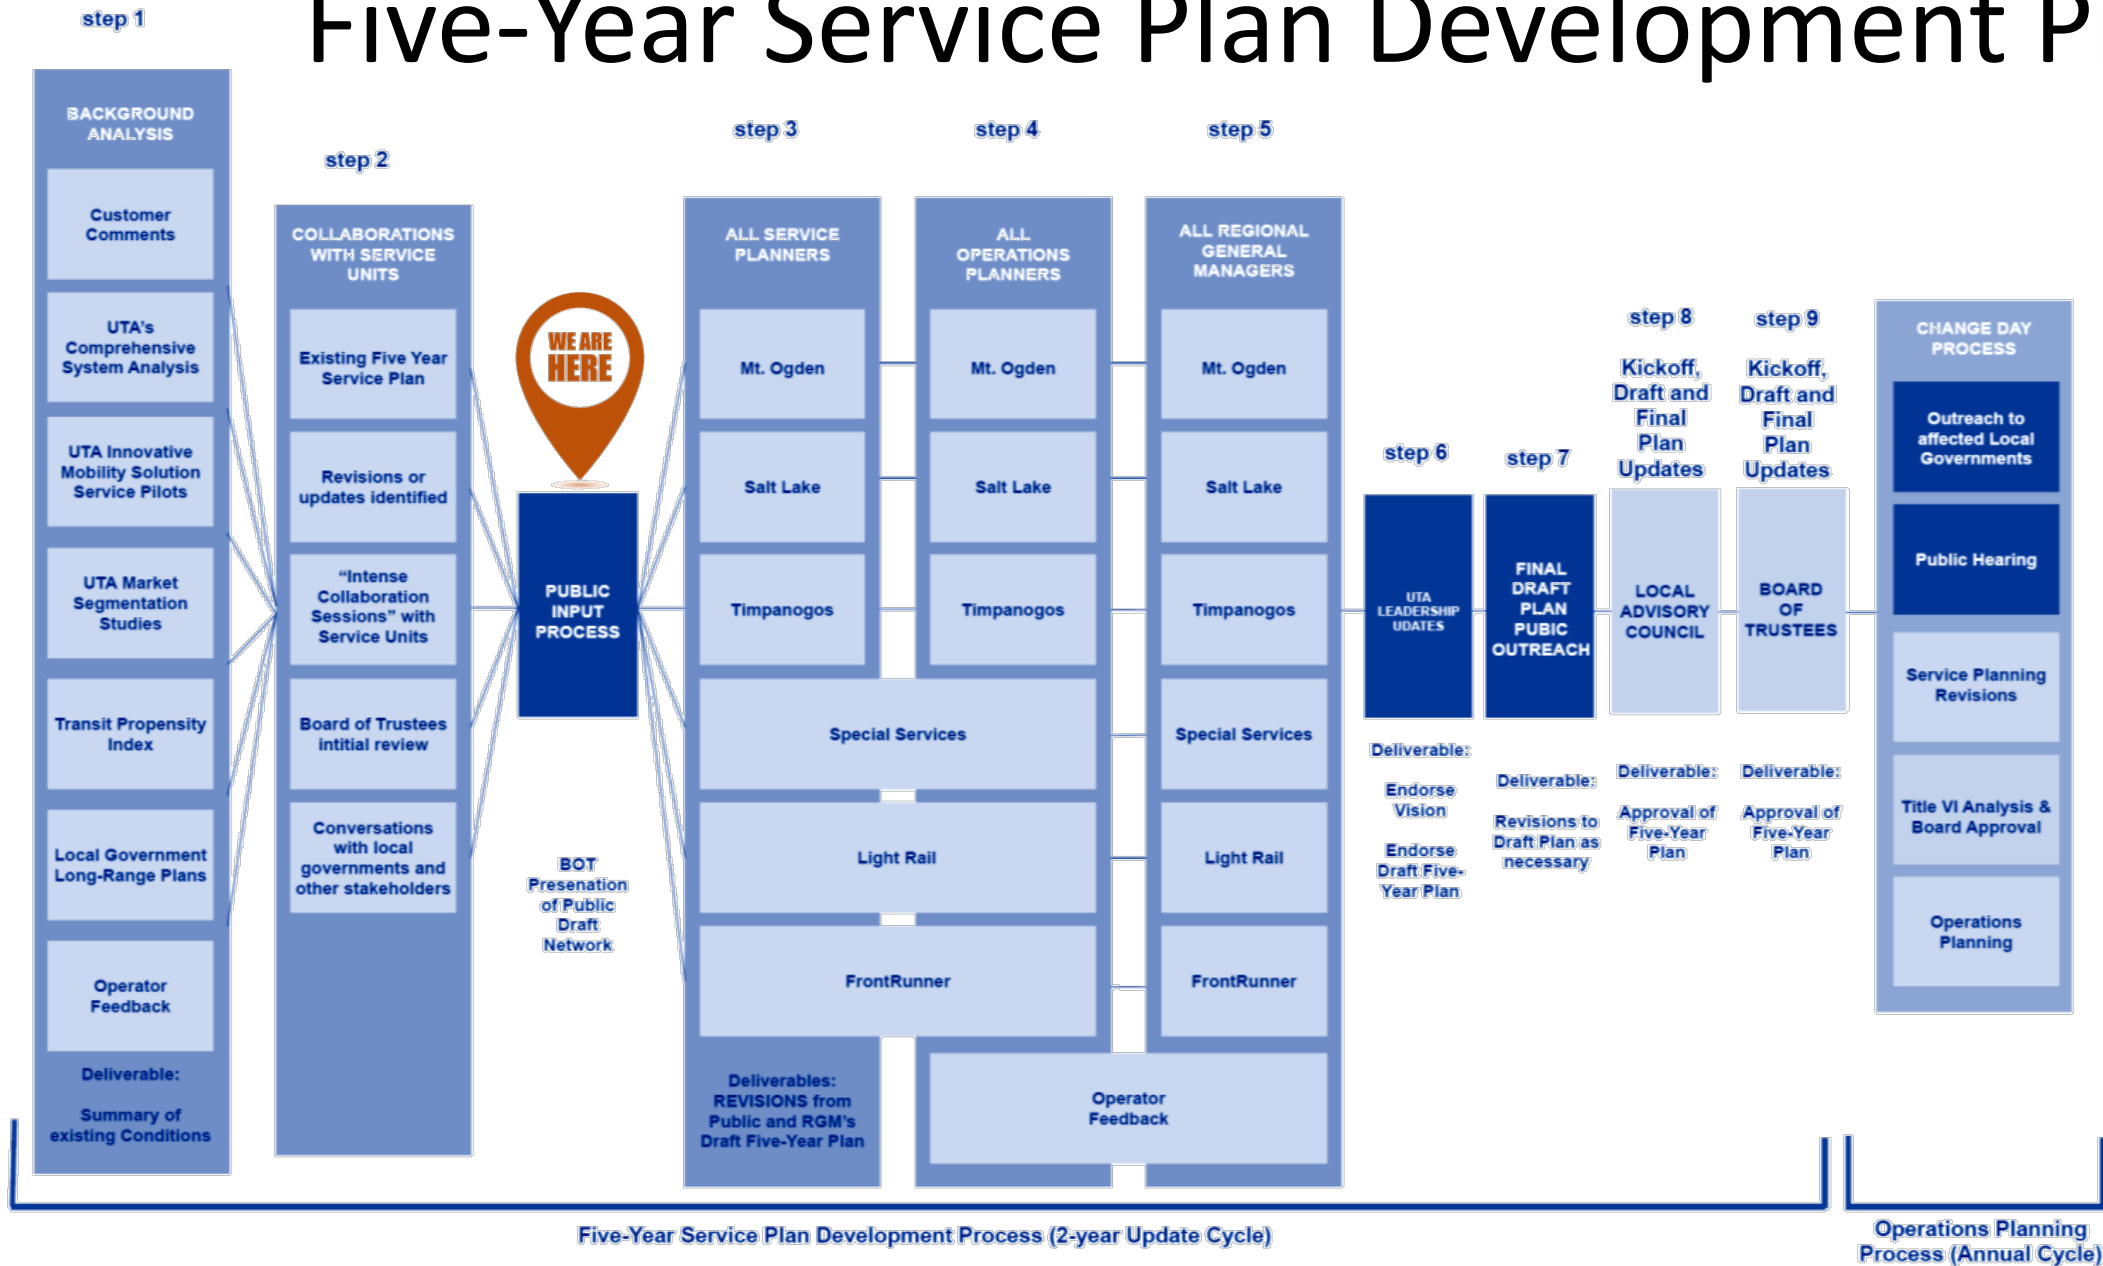 Five-Year Service Plan Development P
step 1
BACKGROUND
ANALYSIS
Customer
Comments
UTA's
Comprehensive
System Analysis
UTA Innovative
Mobility Solution
Service Pilots
UTA Market
Segmentation
Studies
Transit Propensity
Index
Local Government
Long-Range Plans
Operator
Feedback
Deliverable:
Summary of
existing Conditions
step 2
COLLABORATIONS
WITH SERVICE
UNITS
Existing Five Year
Service Plan
Revisions or
updates identified
“Intense
Collaboration
Sessions” with
Service Units
Board of Trustees
intitial review
Conversations
with local
governments and
other stakeholders
WE ARE
HERE
PUBLIC
INPUT
PROCESS
BOT
Presenation
of Public
Draft
Network
step 3
ALL SERVICE
PLANNERS
Mt. Ogden
Salt Lake
Timpanogos
step 4
ALL
OPERATIONS
PLANNERS
Mt. Ogden
Salt Lake
Timpanogos
Special Services
Light Rail
FrontRunner
Deliverables:
REVISIONS from
Public and RGM's
Draft Five-Year Plan
step 5
ALL REGIONAL
GENERAL
MANAGERS
Mt. Ogden
Salt Lake
Timpanogos
Special Services
Light Rail
FrontRunner
Operator
Feedback
step 6
UTA
LEADERSHIP
UDATES
Deliverable:
Endorse
Vision
Endorse
Draft Five-
Year Plan
step 7
FINAL
DRAFT
PLAN
PUBIC
OUTREACH
Deliverable:
Revisions to
Draft Plan as
necessary
step 8
Kickoff,
Draft and
Final
Plan
Updates
LOCAL
ADVISORY
COUNCIL
Deliverable:
Approval of
Five-Year
Plan
step 9
Kickoff,
Draft and
Final
Plan
Updates
BOARD
OF
TRUSTEES
Deliverable:
Approval of
Five-Year
Plan
CHANGE DAY
PROCESS
Outreach to
affected Local
Governments
Public Hearing
Service Planning
Revisions
Title VI Analysis &
Board Approval
Operations
Planning
Five-Year Service Plan Development Process (2-year Update Cycle)
Operations Planning
Process (Annual Cycle)